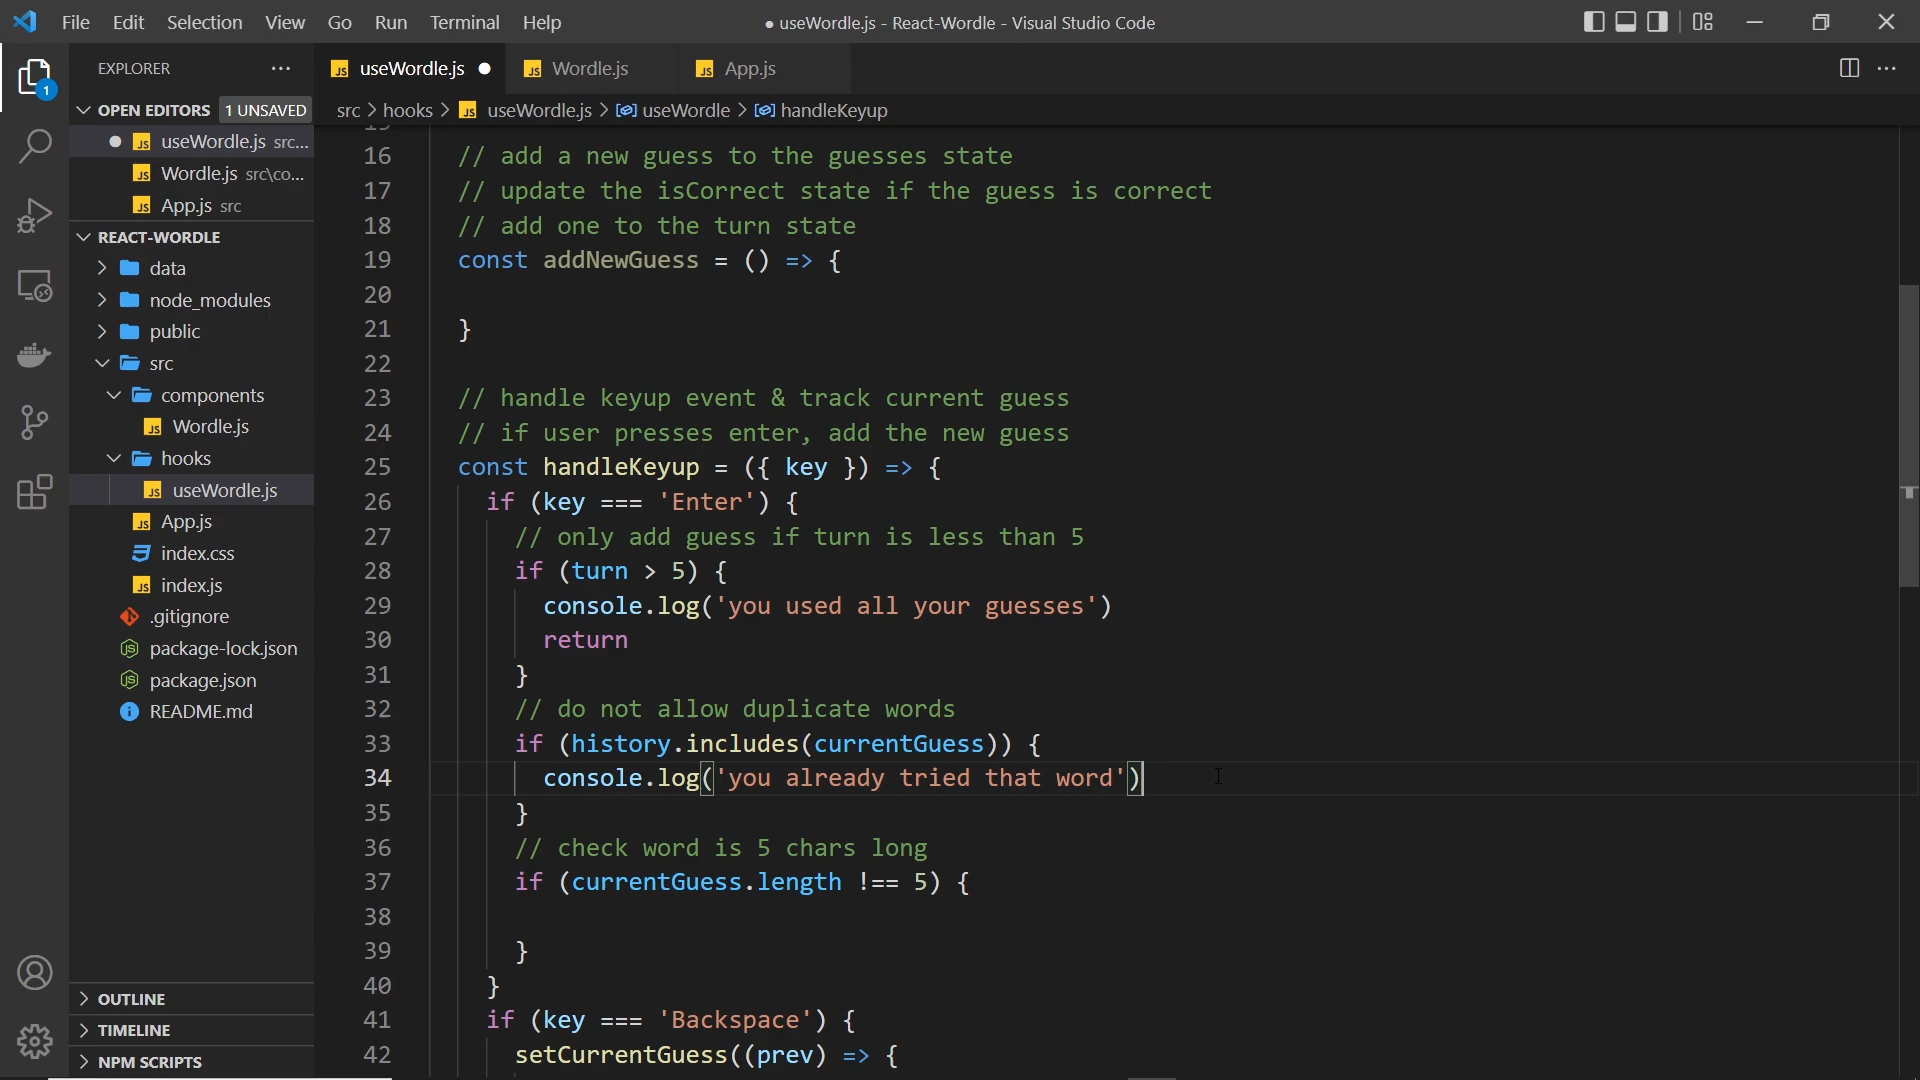 File Edit Selection View Go Run Terminal Help
● useWordle.js - React-Wordle - Visual Studio Code
EXPLORER
useWordle.js
Wordle.js
App.js
1
OPEN EDITORS 1 UNSAVED
src > hooks > JS useWordle.js > useWordle > handleKeyup
JS useWordle.js src...
JS Wordle.js src\co...
JS App.js src
REACT-WORDLE
data
node_modules
public
src
components
JS Wordle.js
hooks
JS useWordle.js
JS App.js
index.css
JS index.js
.gitignore
package-lock.json
package.json
README.md
OUTLINE
TIMELINE
NPM SCRIPTS
16 // add a new guess to the guesses state
17 // update the isCorrect state if the guess is correct
18 // add one to the turn state
19 const addNewGuess = () => {
20
21 }
22
23 // handle keyup event & track current guess
24 // if user presses enter, add the new guess
25 const handleKeyup = ({ key }) => {
26 if (key === 'Enter') {
27 // only add guess if turn is less than 5
28 if (turn > 5) {
29 console.log('you used all your guesses')
30 return
31 }
32 // do not allow duplicate words
33 if (history.includes(currentGuess)) {
34 console.log('you already tried that word')
35 }
36 // check word is 5 chars long
37 if (currentGuess.length !== 5) {
38
39 }
40 }
41 if (key === 'Backspace') {
42 setCurrentGuess((prev) => {